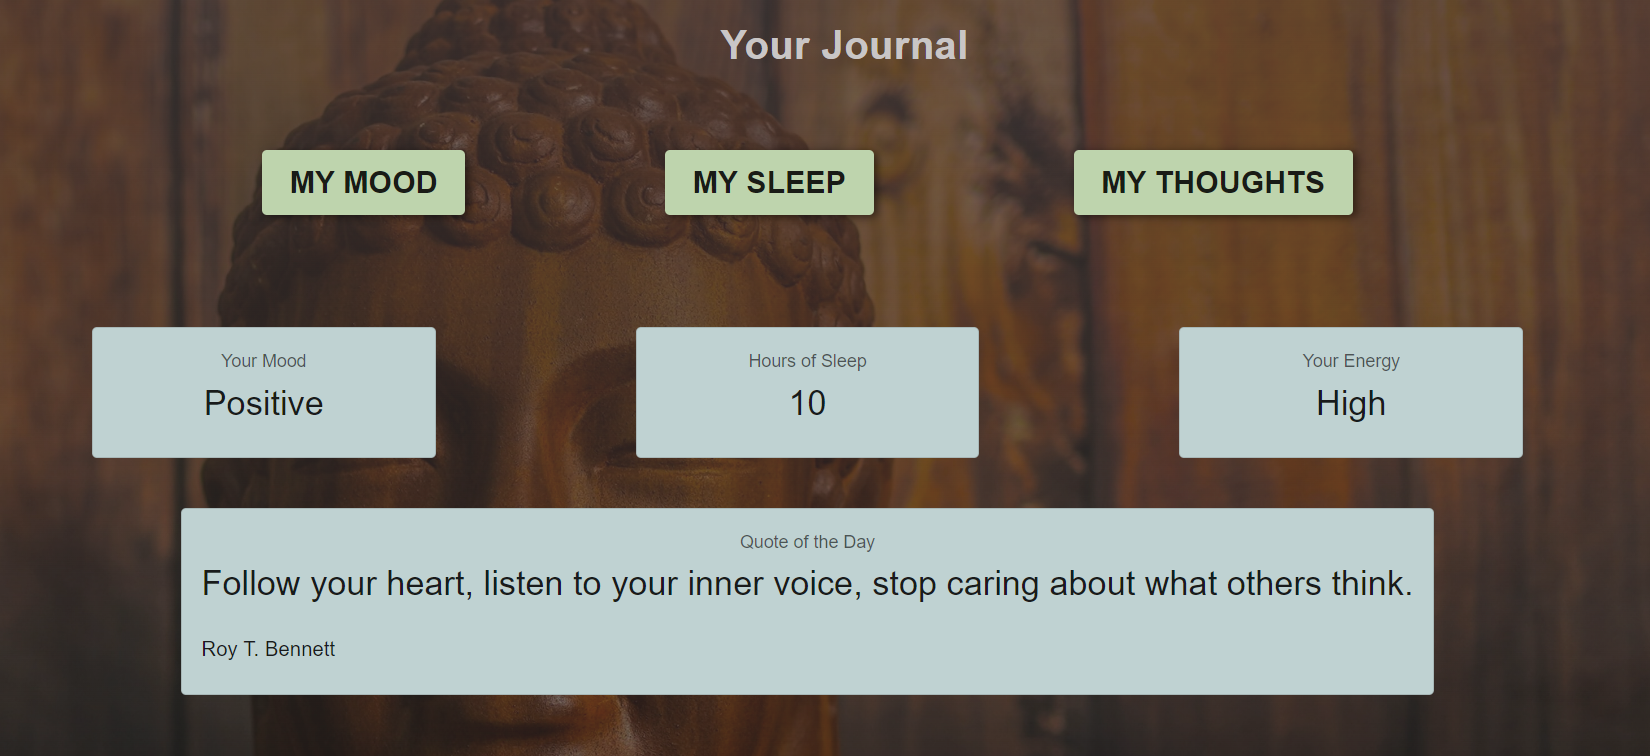 Your Journal
MY MOOD
MY SLEEP
MY THOUGHTS
Your Mood
Positive
Hours of Sleep
10
Your Energy
High
Quote of the Day
Follow your heart, listen to your inner voice, stop caring about what others think.
Roy T. Bennett